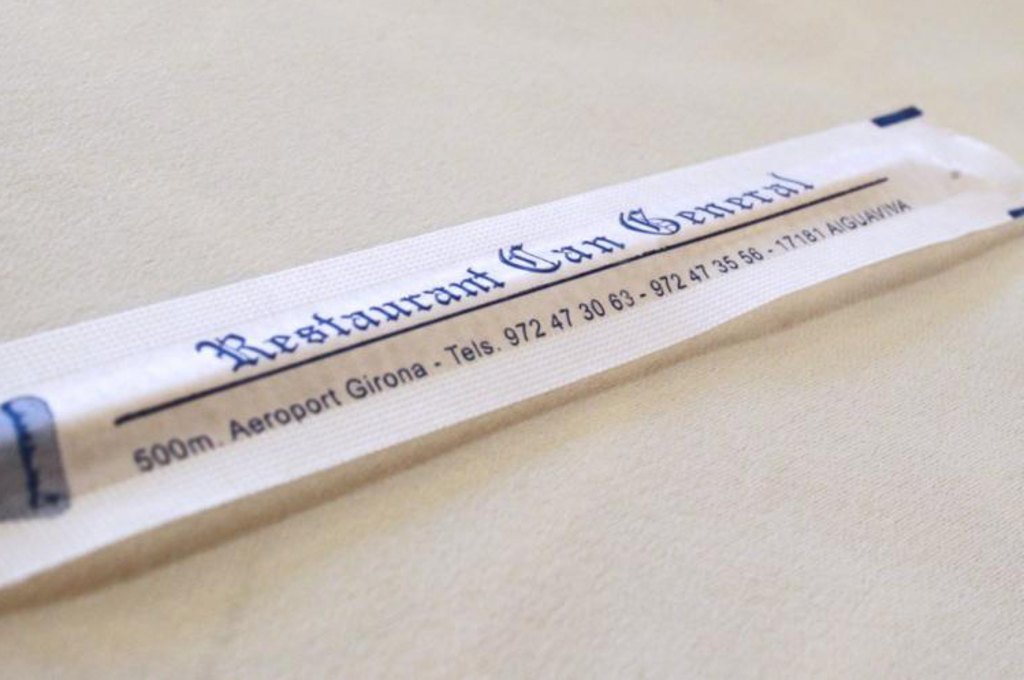 Restaurant Can General
500m. Aeroport Girona - Tels. 972 47 30 63 - 972 47 35 56 - 17181 AIGUAVIVA